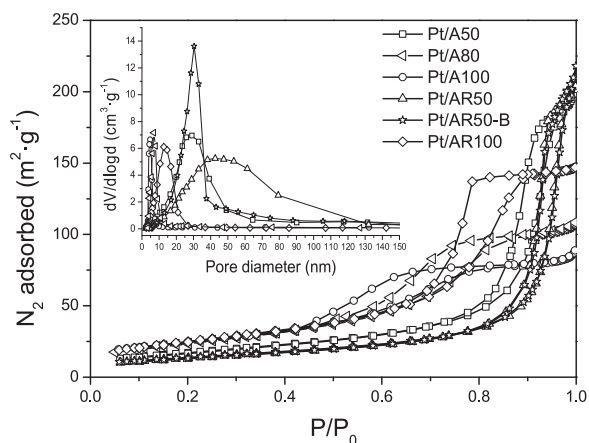 250
200
150
100
50
0
N₂ adsorbed (m²·g⁻¹)
0.0 0.2 0.4 0.6 0.8 1.0
P/P₀
14
12
10
8
6
4
2
0
dV/dlogd (cm³·g⁻¹)
0 10 20 30 40 50 60 70 80 90 100 110 120 130 140 150
Pore diameter (nm)
Pt/A50
Pt/A80
Pt/A100
Pt/AR50
Pt/AR50-B
Pt/AR100